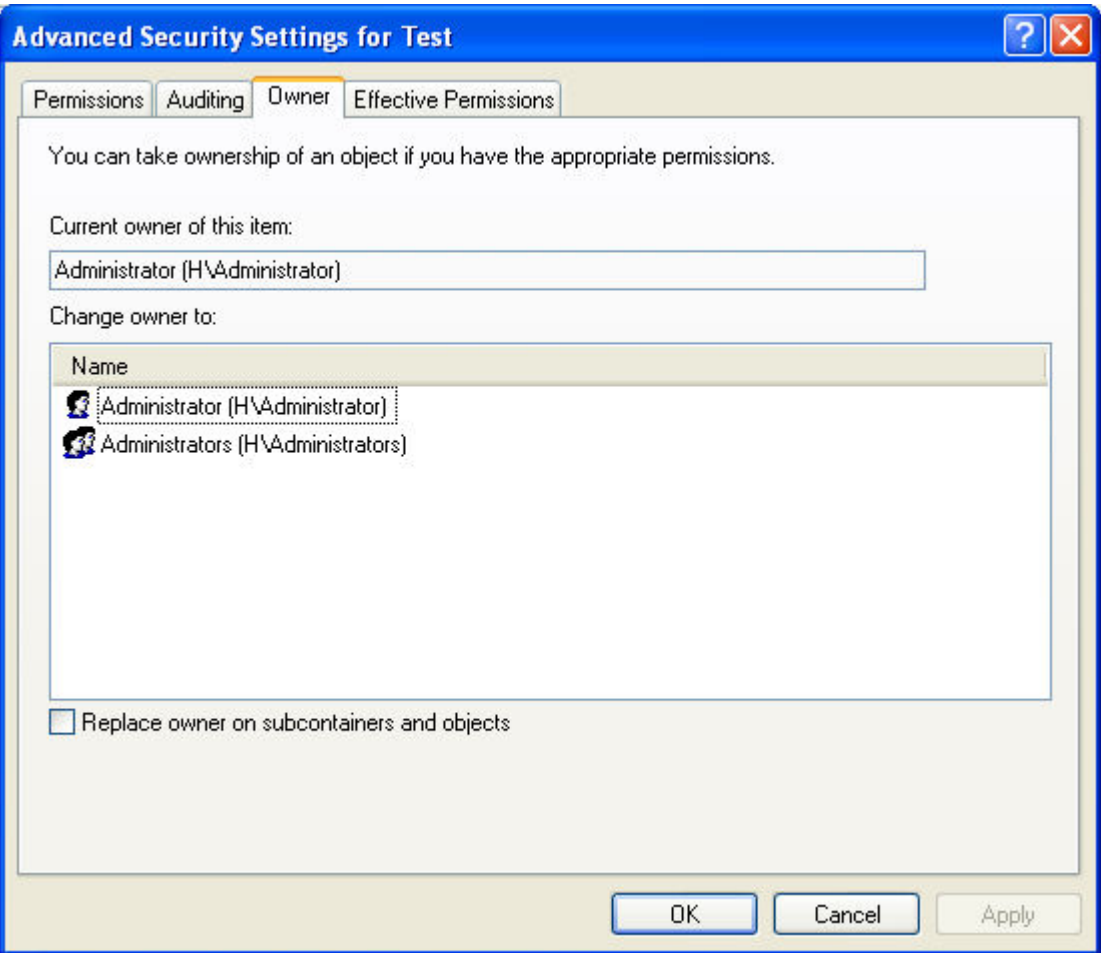 Advanced Security Settings for Test
Permissions Auditing Owner Effective Permissions
You can take ownership of an object if you have the appropriate permissions.
Current owner of this item:
Administrator (H\Administrator)
Change owner to:
Name
Administrator (H\Administrator)
Administrators (H\Administrators)
Replace owner on subcontainers and objects
OK Cancel Apply